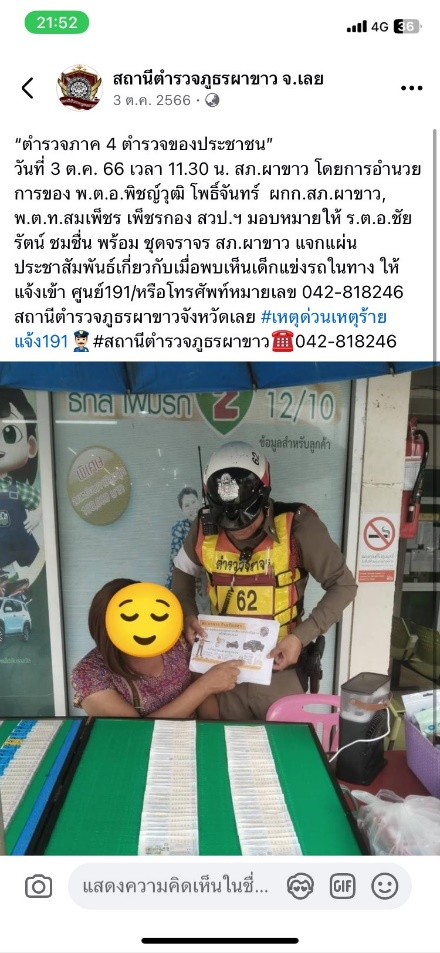 21:52
4G
36
สถานีตำรวจภูธรผาขาว จ.เลย
3 ต.ค. 2566
“ตำรวจภาค 4 ตำรวจของประชาชน”
วันที่ 3 ต.ค. 66 เวลา 11.30 น. สภ.ผาขาว โดยการอำนวย
การของ พ.ต.อ.พิชญ์วุฒิ โพธิ์จันทร์ ผกก.สภ.ผาขาว,
พ.ต.ท.สมเพ็ชร เพ็ชรกอง สวป.ฯ มอบหมายให้ ร.ต.อ.ชัย
รัตน์ ชมชื่น พร้อม ชุดจราจร สภ.ผาขาว แจกแผ่น
ประชาสัมพันธ์เกี่ยวกับเมื่อพบเห็นเด็กแข่งรถในทาง ให้
แจ้งเข้า ศูนย์191/หรือโทรศัพท์หมายเลข 042-818246
สถานีตำรวจภูธรผาขาวจังหวัดเลย #เหตุด่วนเหตุร้าย
แจ้ง191 #สถานีตำรวจภูธรผาขาว 042-818246
2 12/10
ข้อมูลสำหรับลูกค้า
ตำรวจจราจร
62
แสดงความคิดเห็นในชื่...
GIF